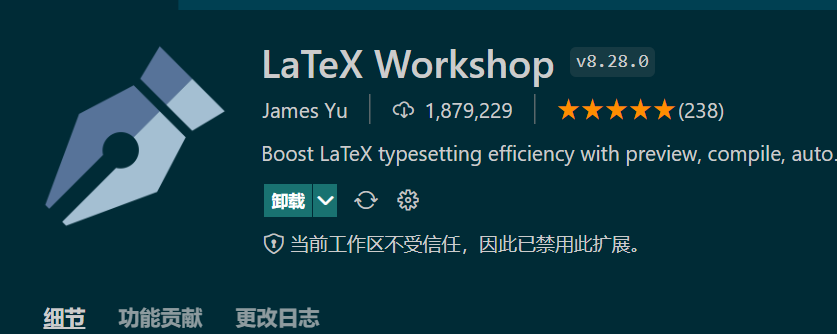 LaTeX Workshop v8.28.0
James Yu 1,879,229 ★★★★★(238)
Boost LaTeX typesetting efficiency with preview, compile, auto.
卸载
当前工作区不受信任，因此已禁用此扩展。
细节 功能贡献 更改日志